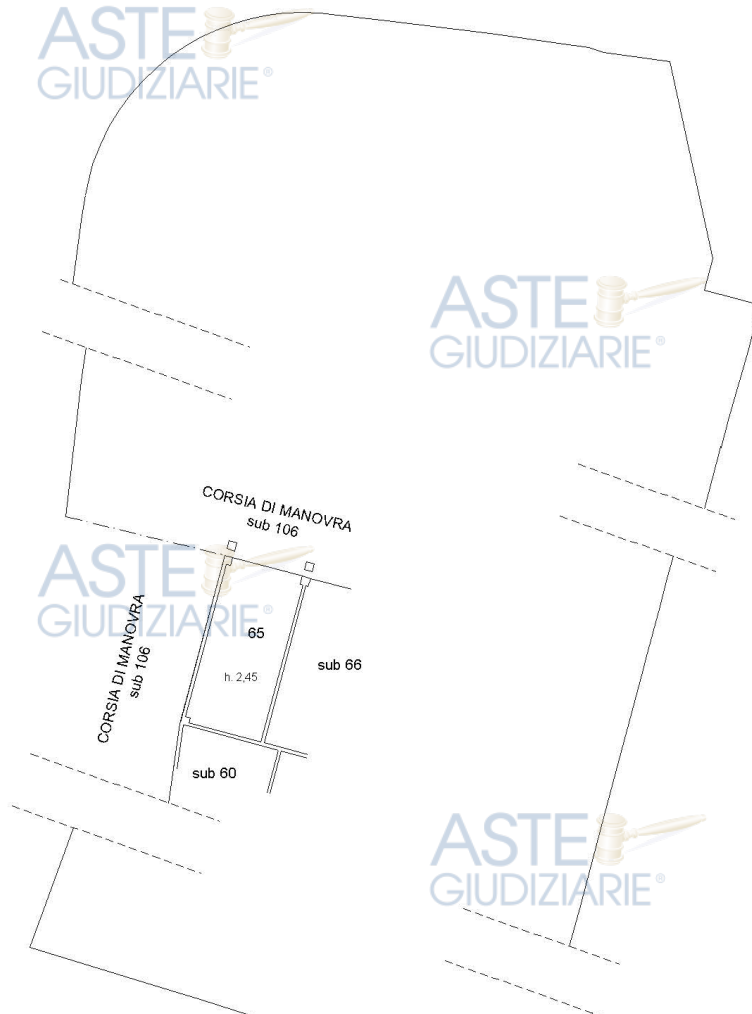 ASTE
GIUDIZIARIE®
ASTE
GIUDIZIARIE®
CORSIA DI MANOVRA
sub 106
ASTE
GIUDIZIARIE®
65
CORSIA DI MANOVRA
sub 106
sub 66
h. 2,45
sub 60
ASTE
GIUDIZIARIE®